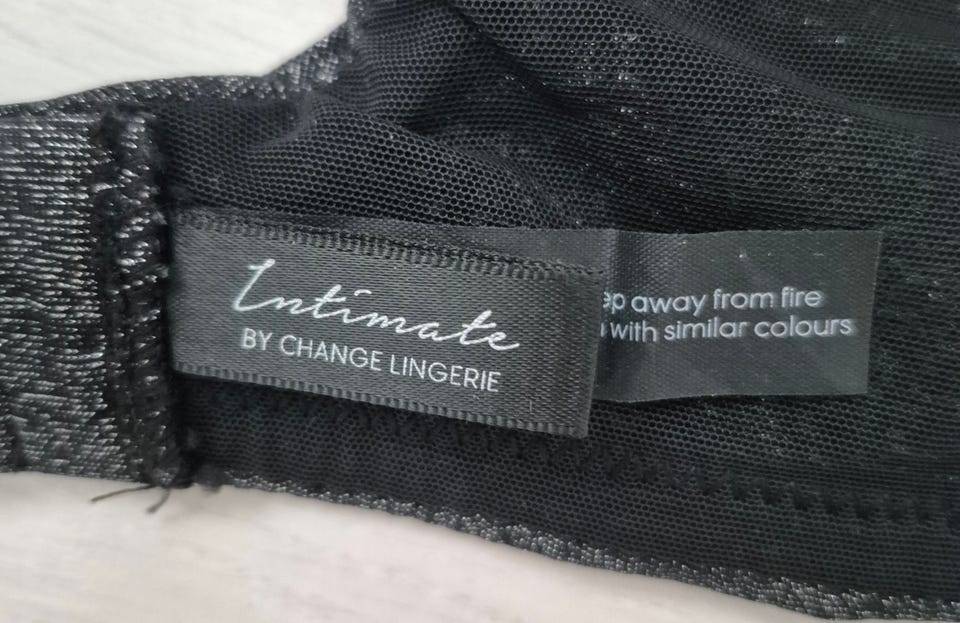 Intimate
BY CHANGE LINGERIE
away from fire
with similar colours